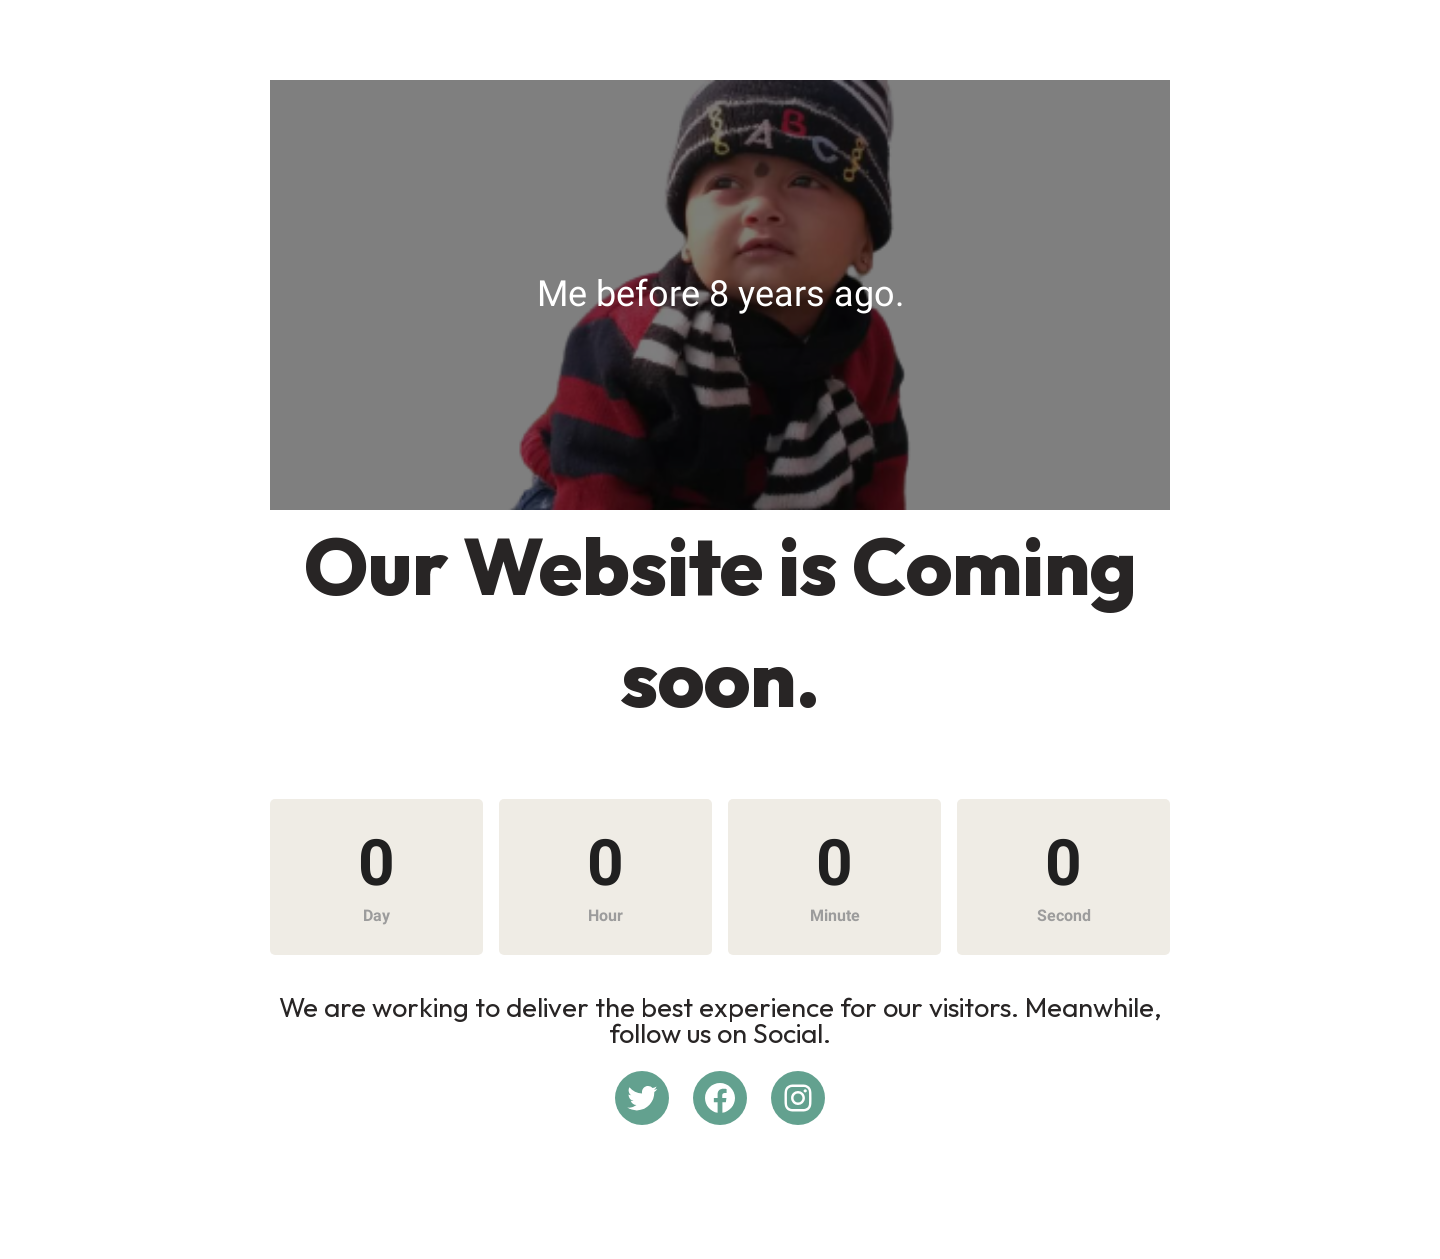 A B C
Me before 8 years ago.
Our Website is Coming
soon.
0 0 0 0
Day Hour Minute Second
We are working to deliver the best experience for our visitors. Meanwhile,
follow us on Social.